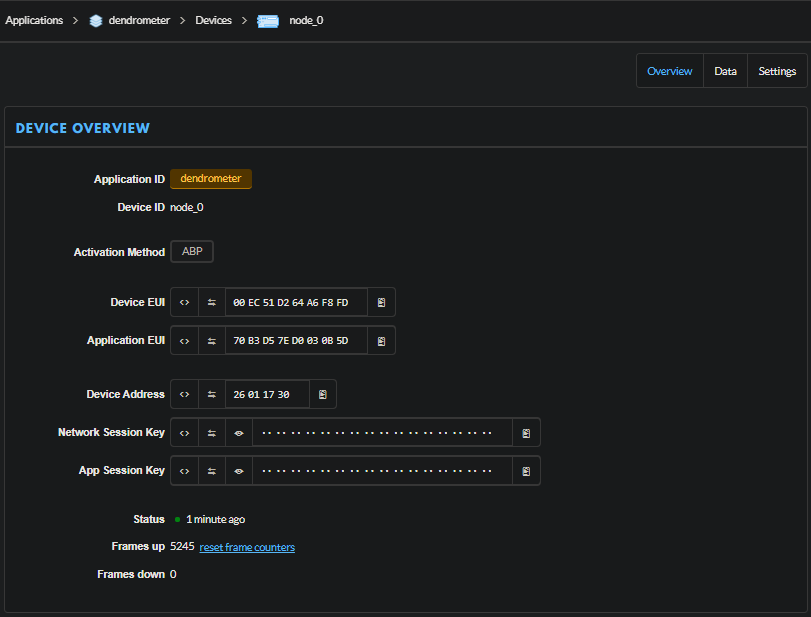 Applications > dendrometer > Devices > node_0
Overview Data Settings
DEVICE OVERVIEW
Application ID dendrometer
Device ID node_0
Activation Method ABP
Device EUI <> 00 EC 51 D2 64 A6 F8 FD
Application EUI <> 70 B3 D5 7E D0 03 0B 5D
Device Address <> 26 01 17 30
Network Session Key <> ·· ·· ·· ·· ·· ·· ·· ·· ·· ·· ·· ·· ·· ·· ·· ··
App Session Key <> ·· ·· ·· ·· ·· ·· ·· ·· ·· ·· ·· ·· ·· ·· ·· ··
Status 1 minute ago
Frames up 5245 reset frame counters
Frames down 0